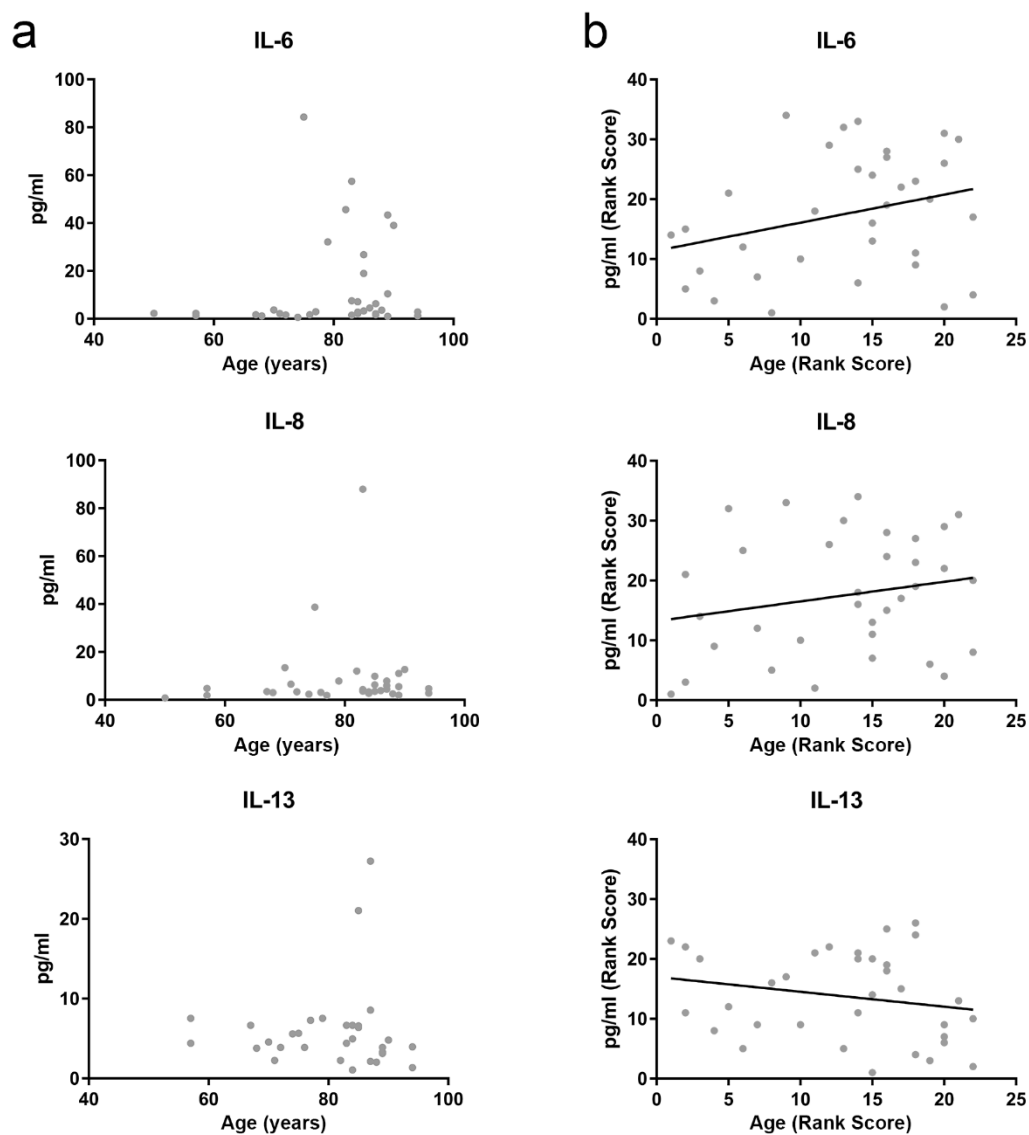 a
IL-6
pg/ml
100
80
60
40
20
0
40 60 80 100
Age (years)
b
IL-6
pg/ml (Rank Score)
40
30
20
10
0
0 5 10 15 20 25
Age (Rank Score)
IL-8
pg/ml
100
80
60
40
20
0
40 60 80 100
Age (years)
IL-8
pg/ml (Rank Score)
40
30
20
10
0
0 5 10 15 20 25
Age (Rank Score)
IL-13
pg/ml
30
20
10
0
40 60 80 100
Age (years)
IL-13
pg/ml (Rank Score)
40
30
20
10
0
0 5 10 15 20 25
Age (Rank Score)